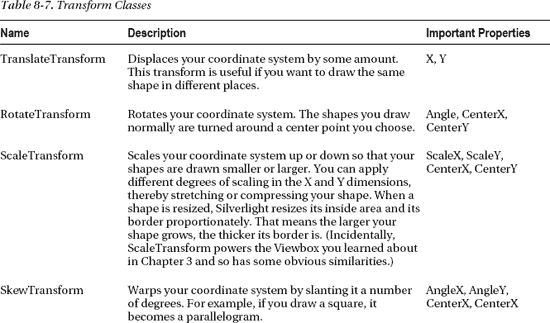 Table 8-7. Transform Classes
Name Description Important Properties
TranslateTransform Displaces your coordinate system by some amount. X, Y
This transform is useful if you want to draw the same
shape in different places.
RotateTransform Rotates your coordinate system. The shapes you draw Angle, CenterX,
normally are turned around a center point you choose. CenterY
ScaleTransform Scales your coordinate system up or down so that your ScaleX, ScaleY,
shapes are drawn smaller or larger. You can apply CenterX, CenterY
different degrees of scaling in the X and Y dimensions,
thereby stretching or compressing your shape. When a
shape is resized, Silverlight resizes its inside area and its
border proportionately. That means the larger your
shape grows, the thicker its border is. (Incidentally,
ScaleTransform powers the Viewbox you learned about
in Chapter 3 and so has some obvious similarities.)
SkewTransform Warps your coordinate system by slanting it a number AngleX, AngleY,
of degrees. For example, if you draw a square, it CenterX, CenterX
becomes a parallelogram.